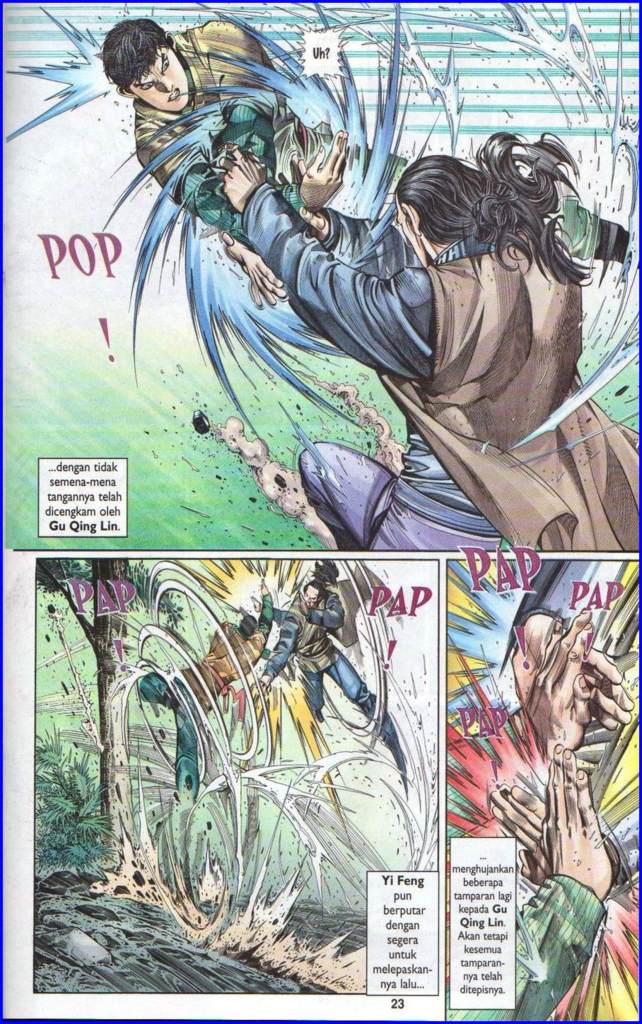 Uh?
POP
!
...dengan tidak
semena-mena
tangannya telah
dicengkam oleh
Gu Qing Lin.
PAP
!
PAP
!
Yi Feng
pun
berputar
dengan
segera
untuk
melepaskan-
nya lalu...
PAP
!
PAP
!
PAP
!
...
menghujankan
beberapa
tamparan lagi
kepada Gu
Qing Lin.
Akan tetapi
kesemua
tamparan-
nya telah
ditepisnya.
23